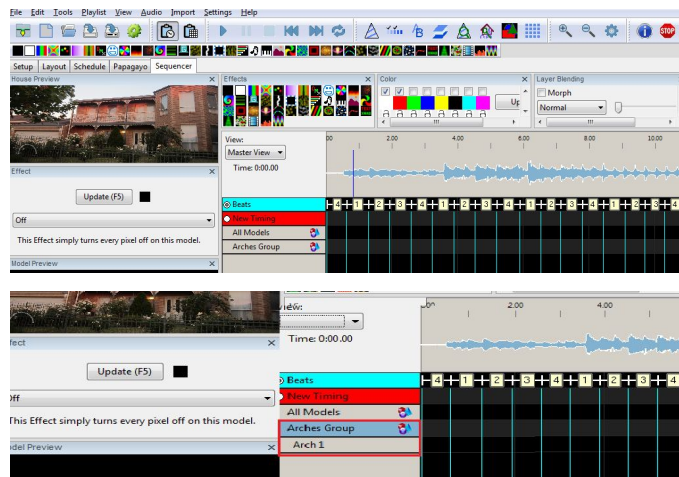 File Edit Tools Playlist View Audio Import Settings Help
STOP
Setup Layout Schedule Papagayo Sequencer
House Preview
Effects
Color
Layer Blending
Morph
Normal
View:
Master View
Time: 0:00.00
2.00 4.00 6.00 8.00 10.00
Effect
Update (F5)
Off
This Effect simply turns every pixel off on this model.
Model Preview
Beats
4 1 2 3 4 1 2 3 4 1 2 3 4 1 2 3 4
New Timing
All Models
Arches Group
Time: 0:00.00
2.00 4.00
Update (F5)
This Effect simply turns every pixel off on this model.
Beats
4 1 2 3 4 1 2 3 4
New Timing
All Models
Arches Group
Arch 1